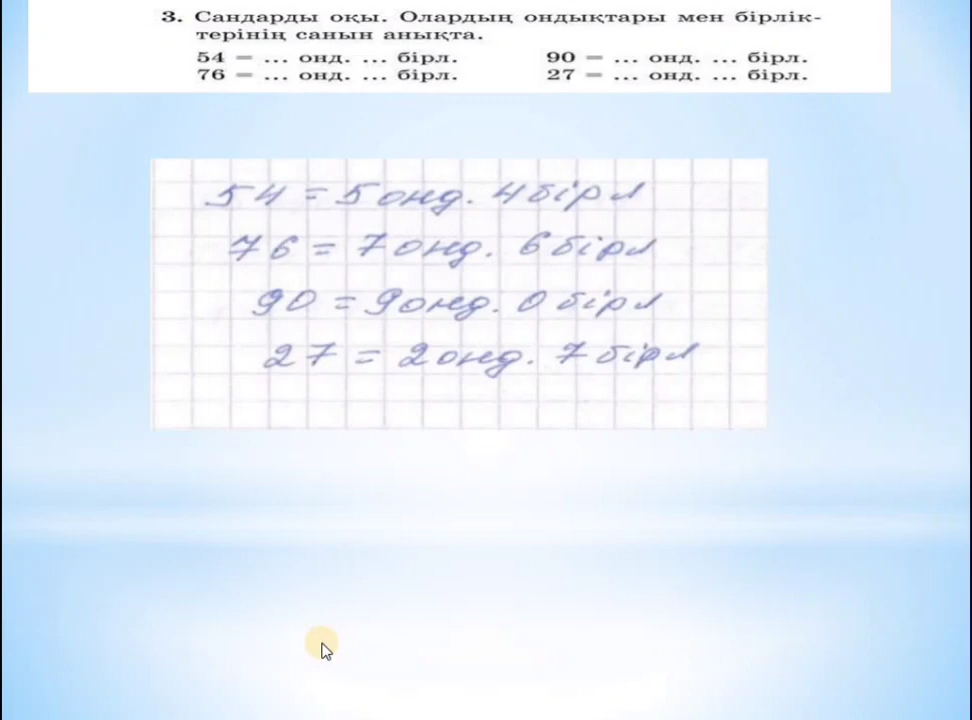 3. Сандарды оқы. Олардың ондықтары мен бірлік-
терінің санын анықта.
54 = ... онд. ... бірл. 90 = ... онд. ... бірл.
76 = ... онд. ... бірл. 27 = ... онд. ... бірл.
54 = 5 онд. 4 бірл
76 = 7 онд. 6 бірл
90 = 9 онд. 0 бірл
27 = 2 онд. 7 бірл